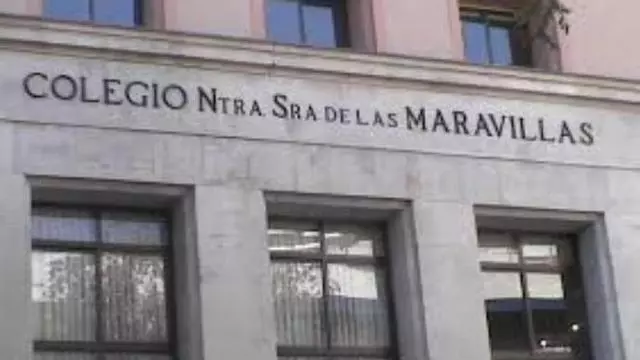 COLEGIO NTRA. SRA DE LAS MARAVILLAS